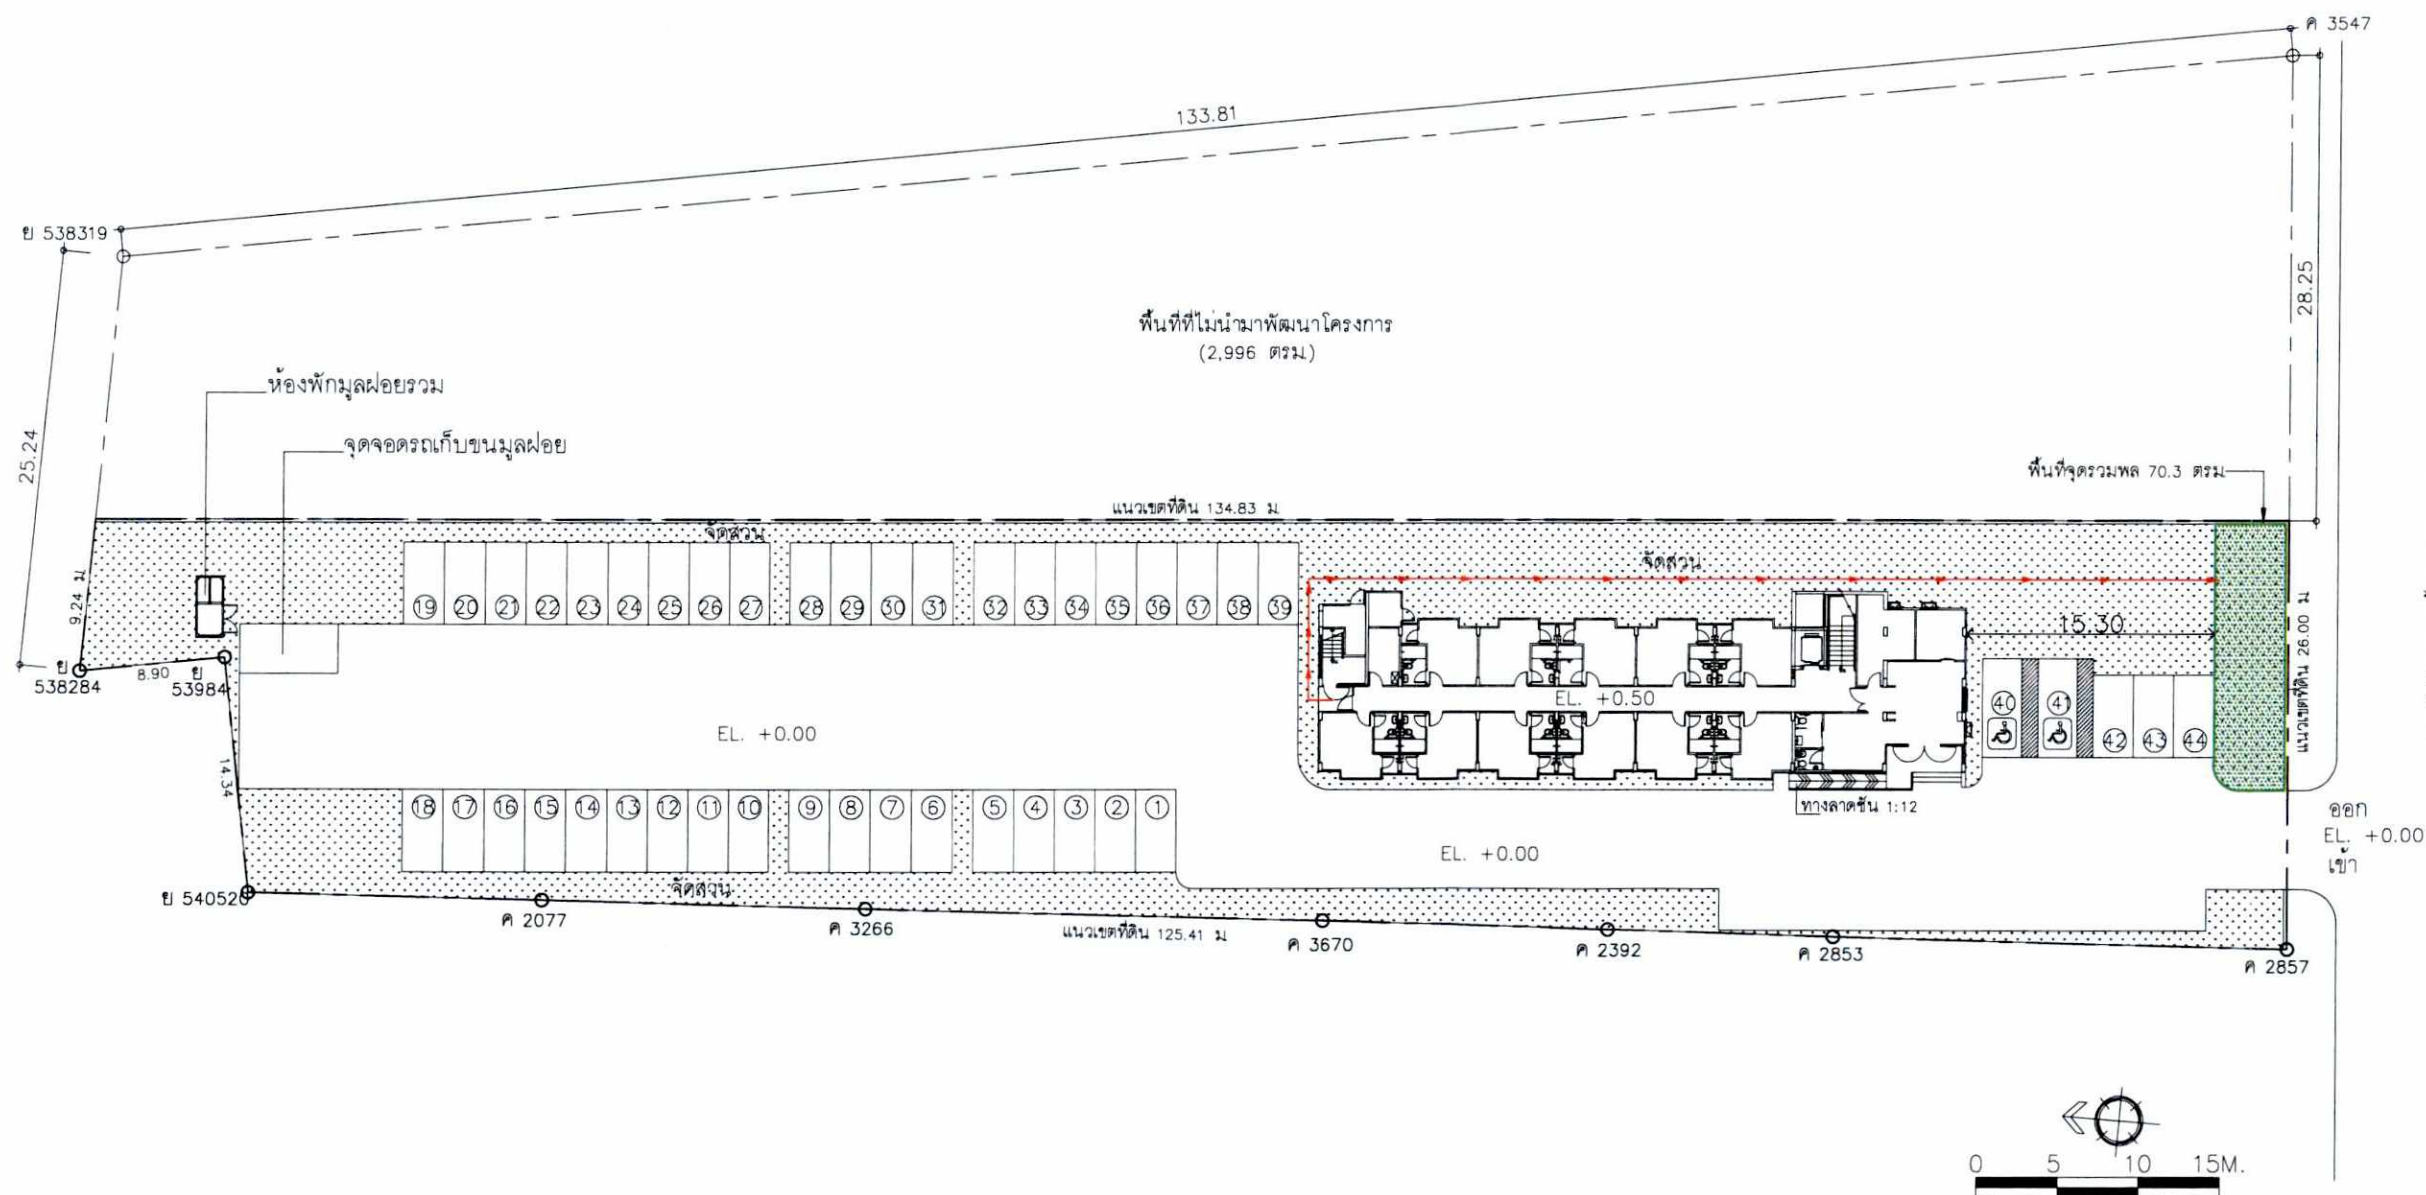 ค 3547
133.81
ย 538319
28.25
พื้นที่ที่ไม่นำมาพัฒนาโครงการ
(2,996 ตรม.)
ห้องพักมูลฝอยรวม
25.24
จุดจอดรถเก็บขนมูลฝอย
พื้นที่จุดรวมพล 70.3 ตรม.
แนวเขตที่ดิน 134.83 ม.
จัดสวน
จัดสวน
9.24 ม.
19 20 21 22 23 24 25 26 27 28 29 30 31 32 33 34 35 36 37 38 39
15.30
แนวเขตที่ดิน 26.00 ม.
ย 538284
8.90
ย 53984
EL. +0.50
40 41 42 43 44
EL. +0.00
14.34
18 17 16 15 14 13 12 11 10 9 8 7 6 5 4 3 2 1
ทางลาดชัน 1:12
ออก
EL. +0.00
เข้า
EL. +0.00
ย 540520
จัดสวน
ค 2077
ค 3266
แนวเขตที่ดิน 125.41 ม.
ค 3670
ค 2392
ค 2853
ค 2857
0 5 10 15M.